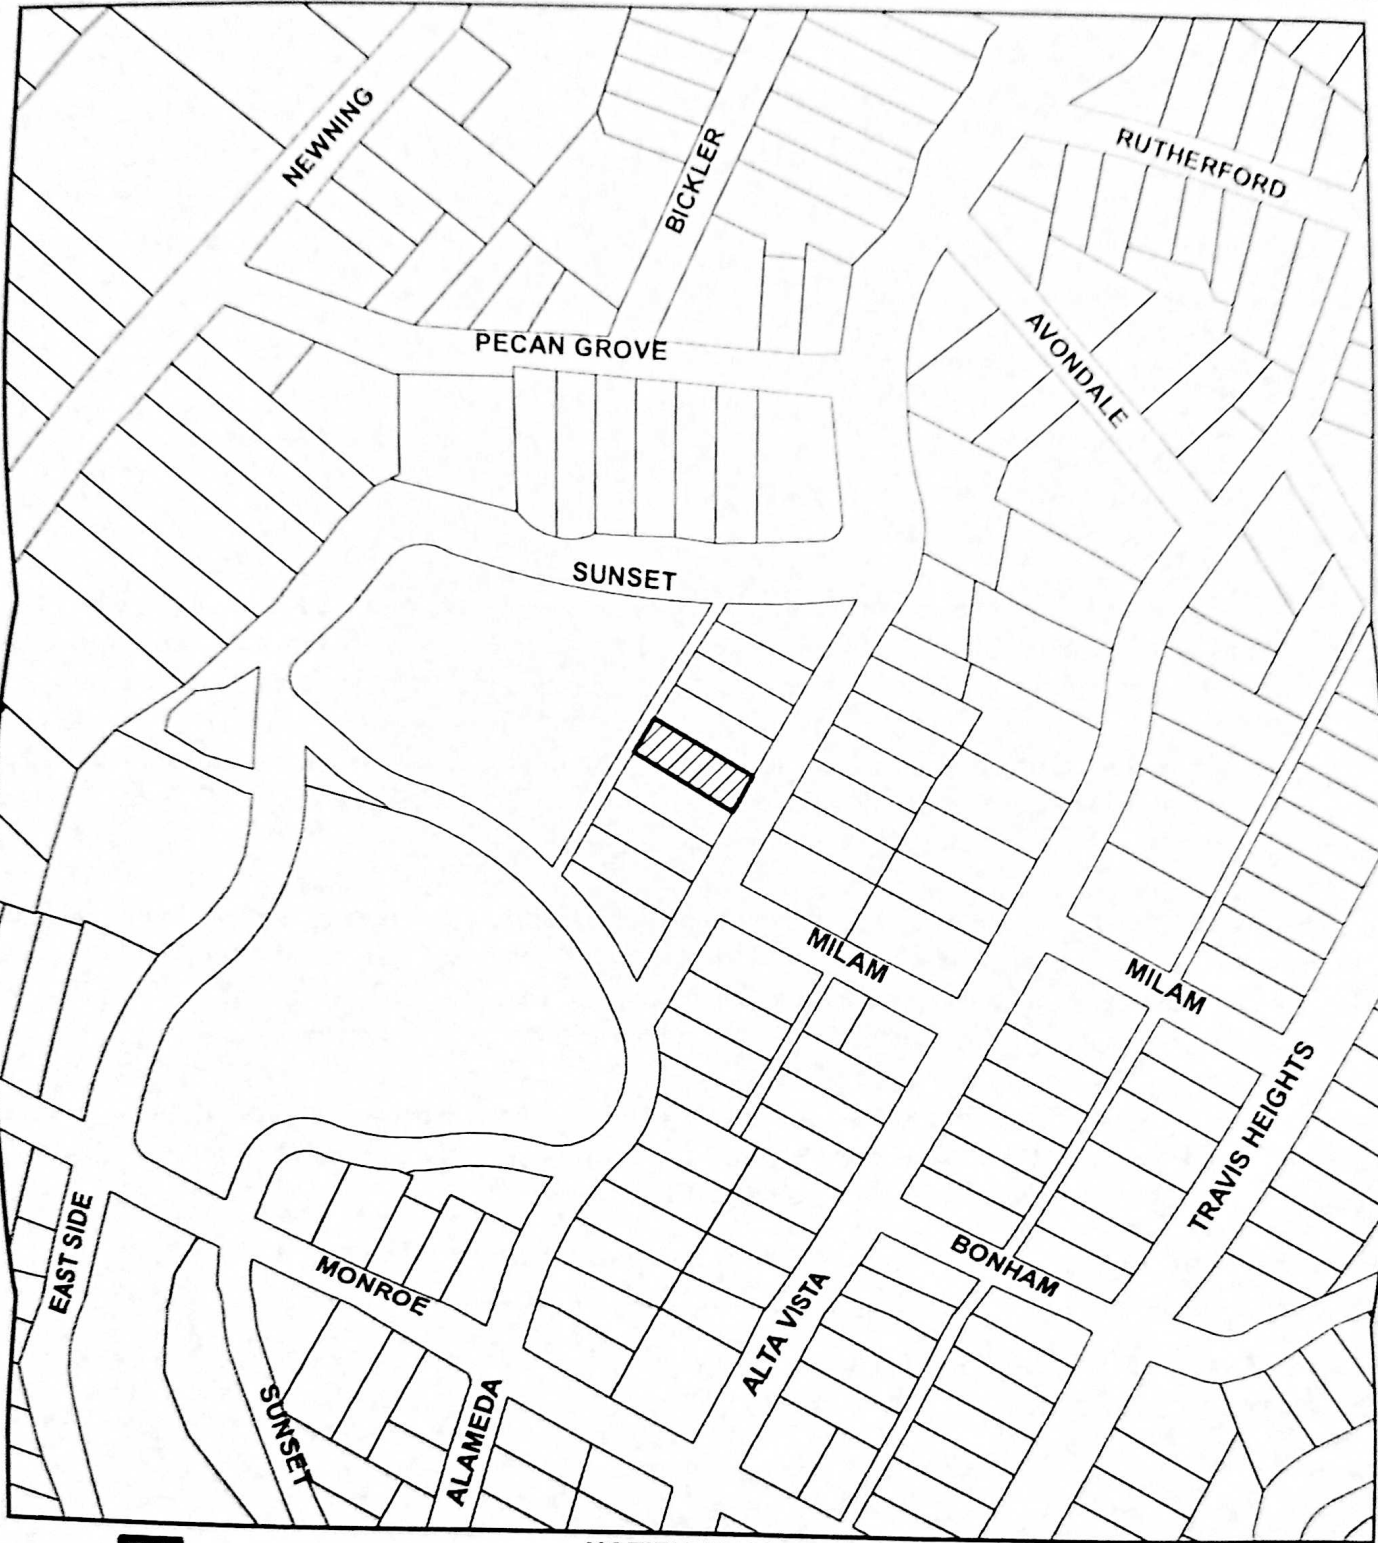 NEWNING
BICKLER
RUTHERFORD
PECAN GROVE
AVONDALE
SUNSET
MILAM
MILAM
TRAVIS HEIGHTS
EAST SIDE
MONROE
BONHAM
ALTA VISTA
SUNSET
ALAMEDA